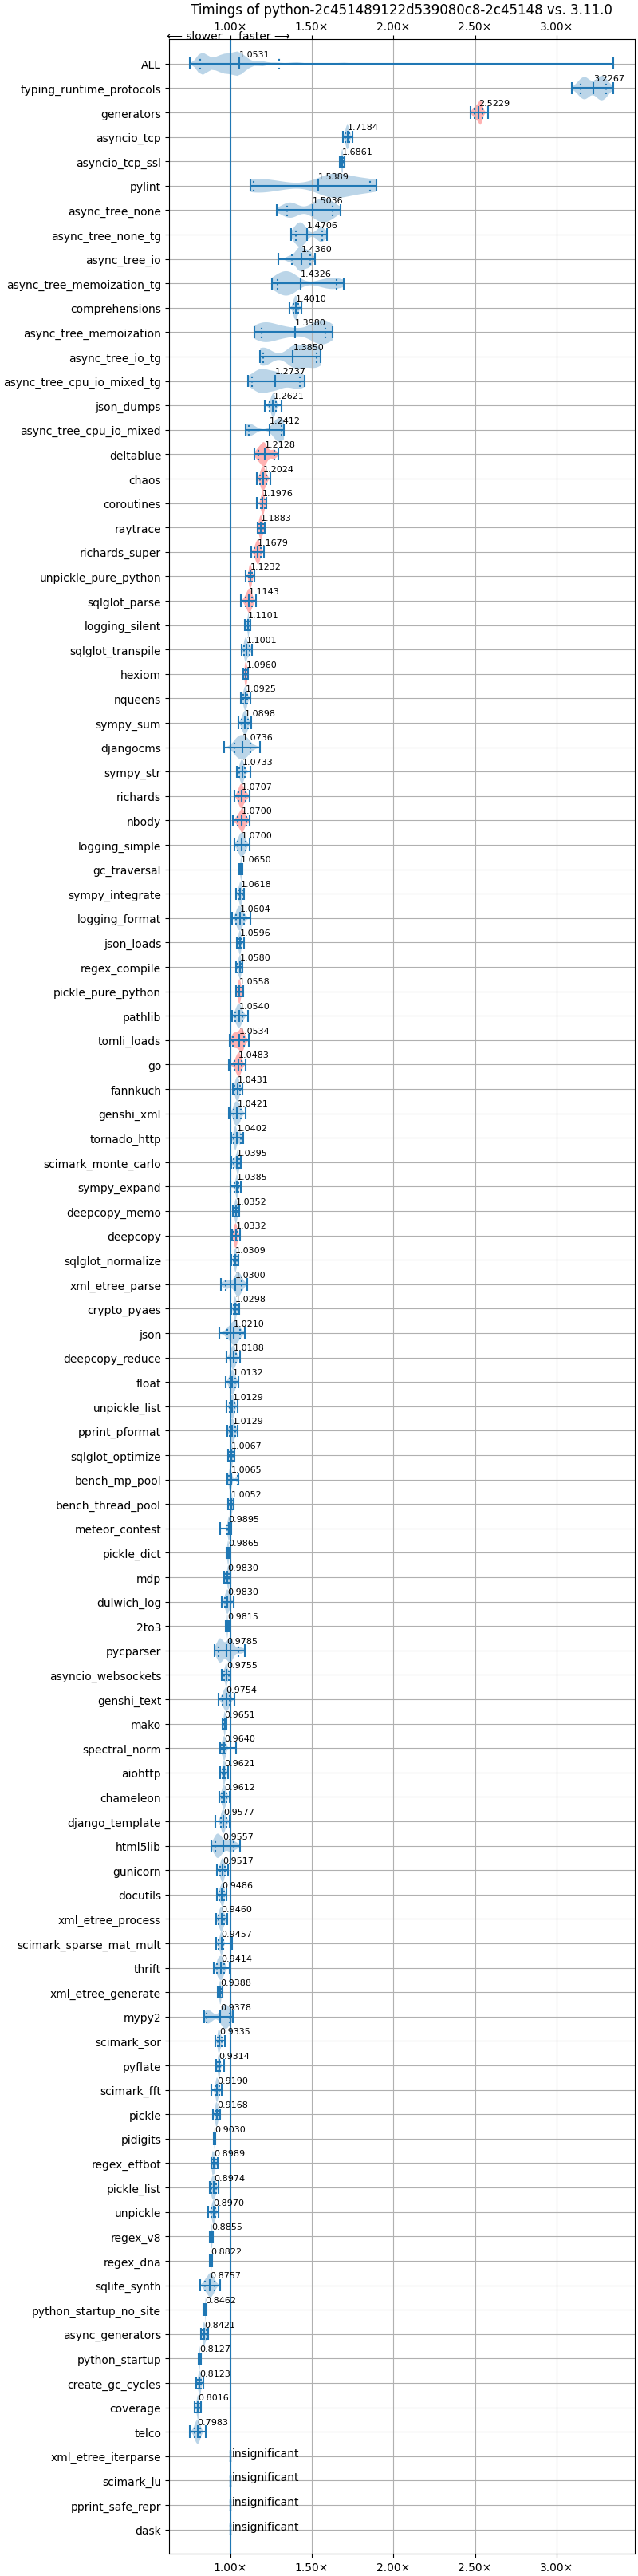 Timings of python-2c451489122d539080c8-2c45148 vs. 3.11.0
1.00× 1.50× 2.00× 2.50× 3.00×
⟵ slower faster ⟶
ALL 1.0531
typing_runtime_protocols 3.2267
generators 2.5229
asyncio_tcp 1.7184
asyncio_tcp_ssl 1.6861
pylint 1.5389
async_tree_none 1.5036
async_tree_none_tg 1.4706
async_tree_io 1.4360
async_tree_memoization_tg 1.4326
comprehensions 1.4010
async_tree_memoization 1.3980
async_tree_io_tg 1.3850
async_tree_cpu_io_mixed_tg 1.2737
json_dumps 1.2621
async_tree_cpu_io_mixed 1.2412
deltablue 1.2128
chaos 1.2024
coroutines 1.1976
raytrace 1.1883
richards_super 1.1679
unpickle_pure_python 1.1232
sqlglot_parse 1.1143
logging_silent 1.1101
sqlglot_transpile 1.1001
hexiom 1.0960
nqueens 1.0925
sympy_sum 1.0898
djangocms 1.0736
sympy_str 1.0733
richards 1.0707
nbody 1.0700
logging_simple 1.0700
gc_traversal 1.0650
sympy_integrate 1.0618
logging_format 1.0604
json_loads 1.0596
regex_compile 1.0580
pickle_pure_python 1.0558
pathlib 1.0540
tomli_loads 1.0534
go 1.0483
fannkuch 1.0431
genshi_xml 1.0421
tornado_http 1.0402
scimark_monte_carlo 1.0395
sympy_expand 1.0385
deepcopy_memo 1.0352
deepcopy 1.0332
sqlglot_normalize 1.0309
xml_etree_parse 1.0300
crypto_pyaes 1.0298
json 1.0210
deepcopy_reduce 1.0188
float 1.0132
unpickle_list 1.0129
pprint_pformat 1.0129
sqlglot_optimize 1.0067
bench_mp_pool 1.0065
bench_thread_pool 1.0052
meteor_contest 0.9895
pickle_dict 0.9865
mdp 0.9830
dulwich_log 0.9830
2to3 0.9815
pycparser 0.9785
asyncio_websockets 0.9755
genshi_text 0.9754
mako 0.9651
spectral_norm 0.9640
aiohttp 0.9621
chameleon 0.9612
django_template 0.9577
html5lib 0.9557
gunicorn 0.9517
docutils 0.9486
xml_etree_process 0.9460
scimark_sparse_mat_mult 0.9457
thrift 0.9414
xml_etree_generate 0.9388
mypy2 0.9378
scimark_sor 0.9335
pyflate 0.9314
scimark_fft 0.9190
pickle 0.9168
pidigits 0.9030
regex_effbot 0.8989
pickle_list 0.8974
unpickle 0.8970
regex_v8 0.8855
regex_dna 0.8822
sqlite_synth 0.8757
python_startup_no_site 0.8462
async_generators 0.8421
python_startup 0.8127
create_gc_cycles 0.8123
coverage 0.8016
telco 0.7983
xml_etree_iterparse insignificant
scimark_lu insignificant
pprint_safe_repr insignificant
dask insignificant
1.00× 1.50× 2.00× 2.50× 3.00×